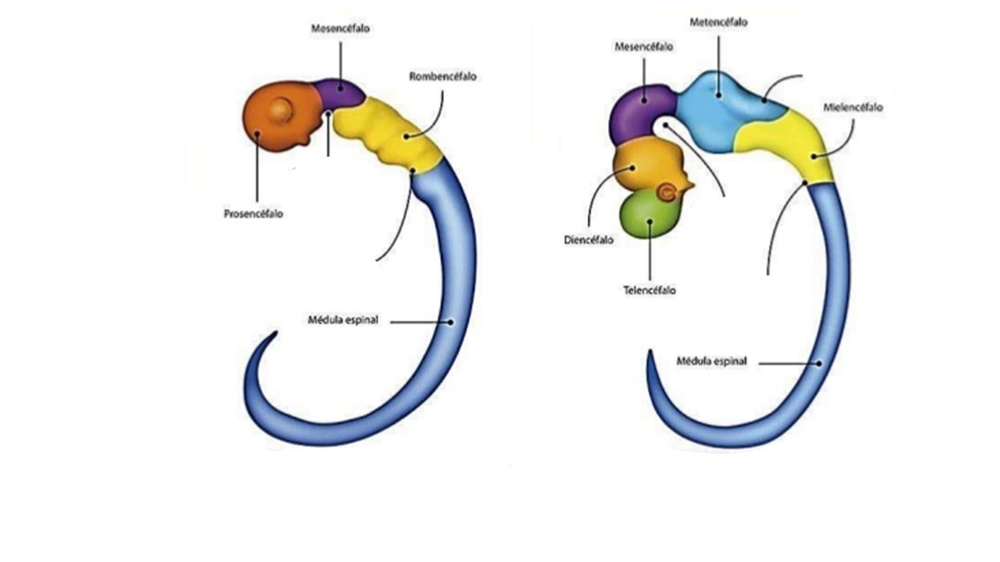 Mesencéfalo
Rombencéfalo
Prosencéfalo
Médula espinal
Metencéfalo
Mesencéfalo
Mielencéfalo
Diencéfalo
Telencéfalo
Médula espinal